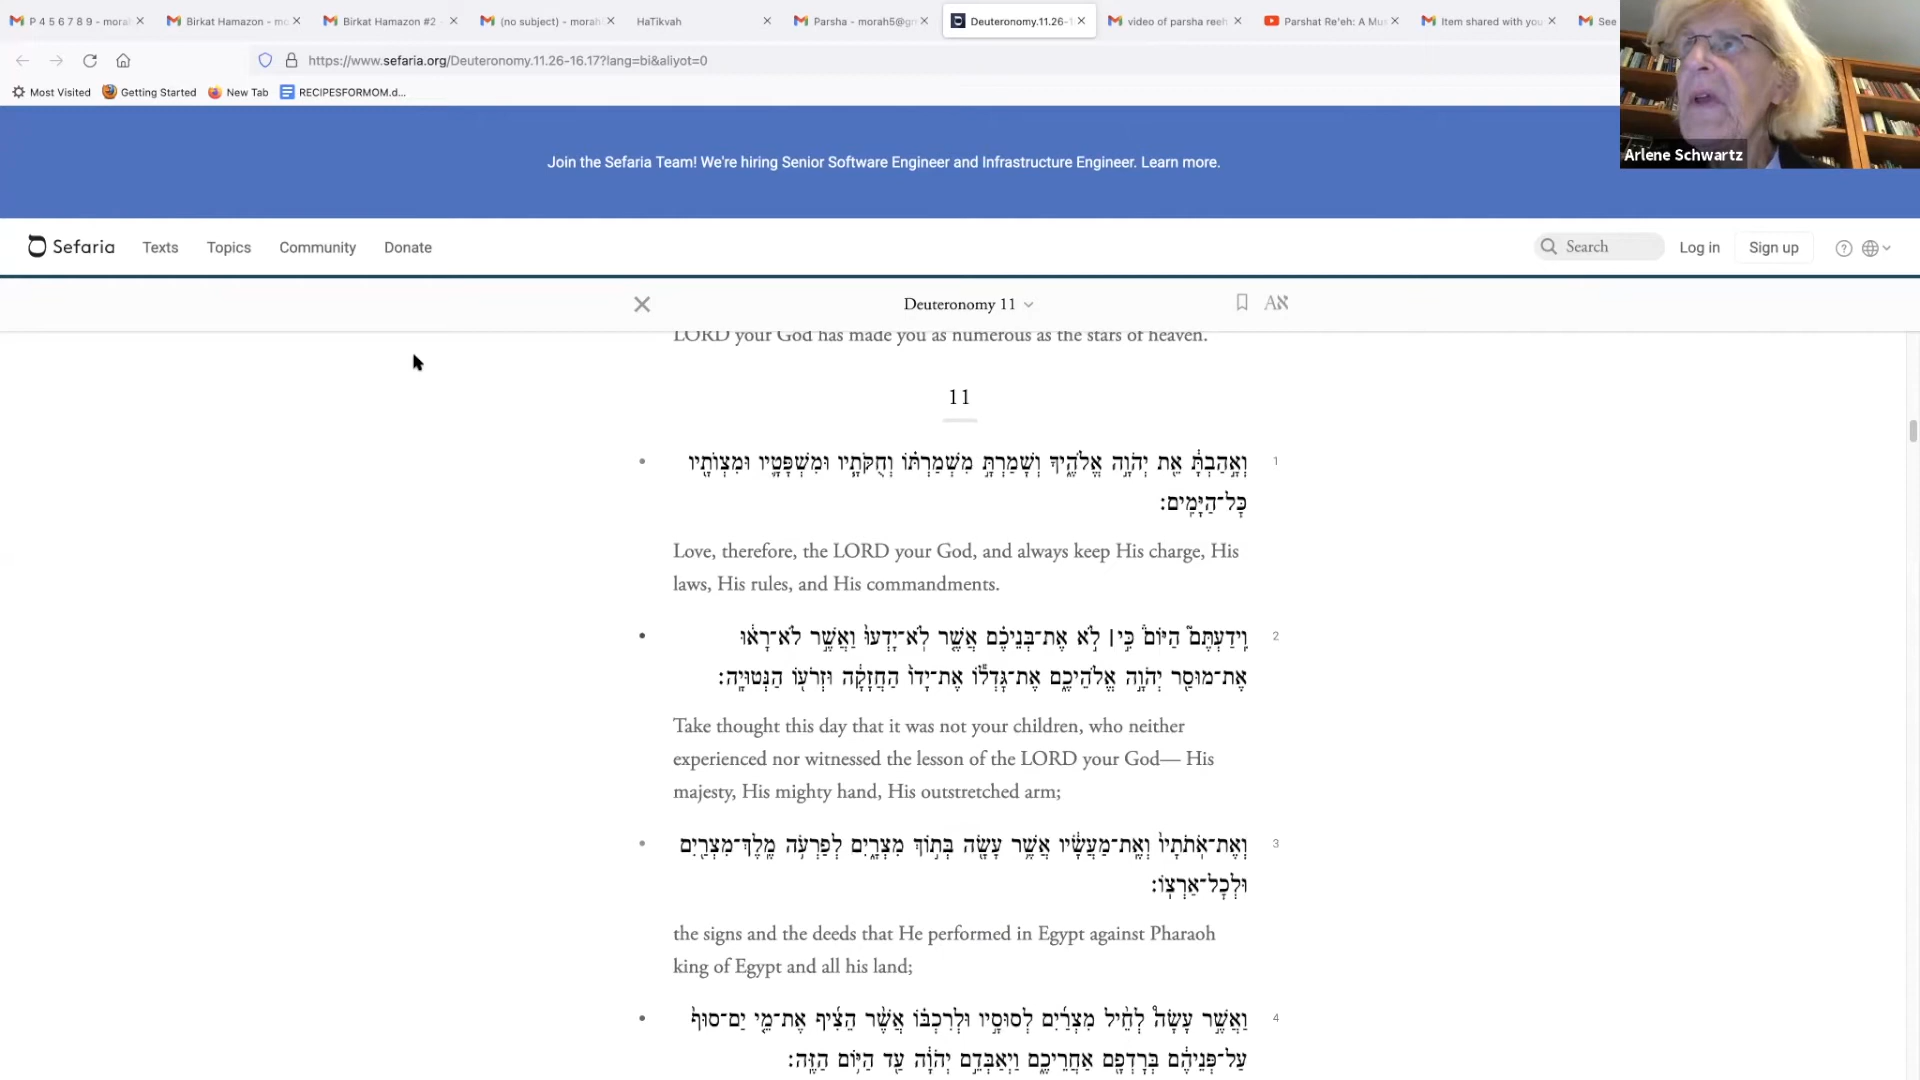 P 4 5 6 7 8 9 - morah
Birkat Hamazon - mo
Birkat Hamazon #2
(no subject) - morah
HaTikvah
Parsha - morah5@gm
Deuteronomy.11.26-1
video of parsha reeh
Parshat Re'eh: A Mus
Item shared with you
See
https://www.sefaria.org/Deuteronomy.11.26-16.17?lang=bi&aliyot=0
Most Visited Getting Started New Tab RECIPESFORMOM.d...
Arlene Schwartz
Join the Sefaria Team! We're hiring Senior Software Engineer and Infrastructure Engineer. Learn more.
Sefaria Texts Topics Community Donate Search Log in Sign up
Deuteronomy 11 Aא
LORD your God has made you as numerous as the stars of heaven.
11
וְאָ֣הַבְתָּ֔ אֵ֖ת יְהֹוָ֣ה אֱלֹהֶ֑יךָ וְשָׁמַרְתָּ֣ מִשְׁמַרְתּ֗וֹ וְחֻקֹּתָ֧יו וּמִשְׁפָּטָ֛יו וּמִצְוֺתָ֖יו 1
כׇּל־הַיָּמִֽים׃
Love, therefore, the LORD your God, and always keep His charge, His
laws, His rules, and His commandments.
וִֽידַעְתֶּם֮ הַיּוֹם֒ כִּ֣י ׀ לֹ֣א אֶת־בְּנֵיכֶ֗ם אֲשֶׁ֤ר לֹֽא־יָדְעוּ֙ וַאֲשֶׁ֣ר לֹא־רָא֔וּ 2
אֶת־מוּסַ֖ר יְהֹוָ֣ה אֱלֹהֵיכֶ֑ם אֶת־גׇּדְל֕וֹ אֶת־יָדוֹ֙ הַחֲזָקָ֔ה וּזְרֹע֖וֹ הַנְּטוּיָֽה׃
Take thought this day that it was not your children, who neither
experienced nor witnessed the lesson of the LORD your God— His
majesty, His mighty hand, His outstretched arm;
וְאֶת־אֹֽתֹתָיו֙ וְאֶֽת־מַעֲשָׂ֔יו אֲשֶׁ֥ר עָשָׂ֖ה בְּת֣וֹךְ מִצְרָ֑יִם לְפַרְעֹ֥ה מֶֽלֶךְ־מִצְרַ֖יִם 3
וּלְכׇל־אַרְצֽוֹ׃
the signs and the deeds that He performed in Egypt against Pharaoh
king of Egypt and all his land;
וַאֲשֶׁ֣ר עָשָׂה֩ לְחֵ֨יל מִצְרַ֜יִם לְסוּסָ֣יו וּלְרִכְבּ֗וֹ אֲשֶׁ֨ר הֵצִ֜יף אֶת־מֵ֤י יַם־סוּף֙ 4
עַל־פְּנֵיהֶ֔ם בְּרׇדְפָ֖ם אַחֲרֵיכֶ֑ם וַיְאַבְּדֵ֣ם יְהֹוָ֔ה עַ֖ד הַיּ֥וֹם הַזֶּֽה׃